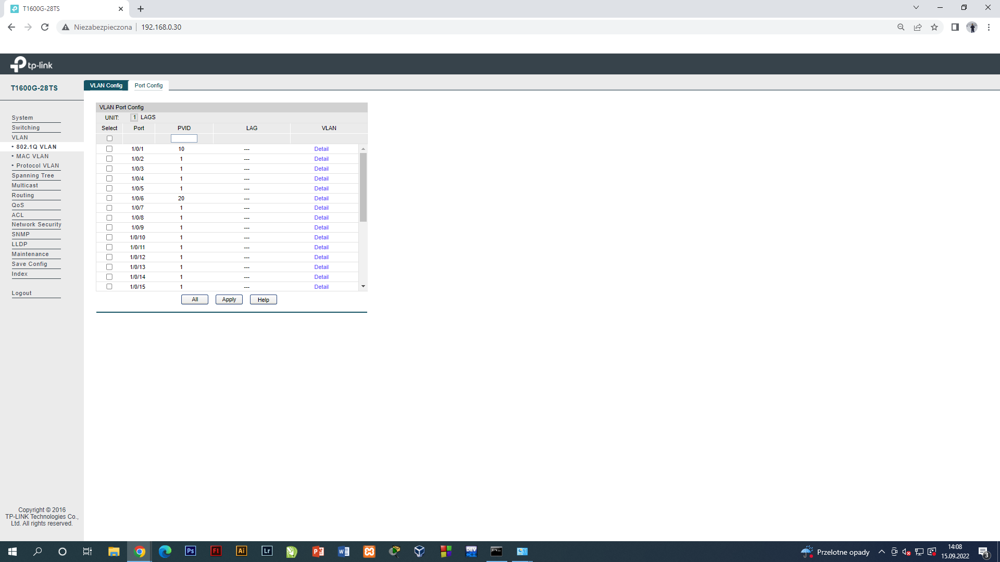 T1600G-28TS
Niezabezpieczona 192.168.0.30
tp-link
T1600G-28TS
VLAN Config Port Config
System
Switching
VLAN
• 802.1Q VLAN
• MAC VLAN
• Protocol VLAN
Spanning Tree
Multicast
Routing
QoS
ACL
Network Security
SNMP
LLDP
Maintenance
Save Config
Index
Logout
Copyright © 2016
TP-LINK Technologies Co.,
Ltd. All rights reserved.
VLAN Port Config
UNIT: 1 LAGS
Select Port PVID LAG VLAN
1/0/1 10 --- Detail
1/0/2 1 --- Detail
1/0/3 1 --- Detail
1/0/4 1 --- Detail
1/0/5 1 --- Detail
1/0/6 20 --- Detail
1/0/7 1 --- Detail
1/0/8 1 --- Detail
1/0/9 1 --- Detail
1/0/10 1 --- Detail
1/0/11 1 --- Detail
1/0/12 1 --- Detail
1/0/13 1 --- Detail
1/0/14 1 --- Detail
1/0/15 1 --- Detail
All Apply Help
Ps Fl Ai Lr DEV
Przelotne opady
14:08
15.09.2022
3